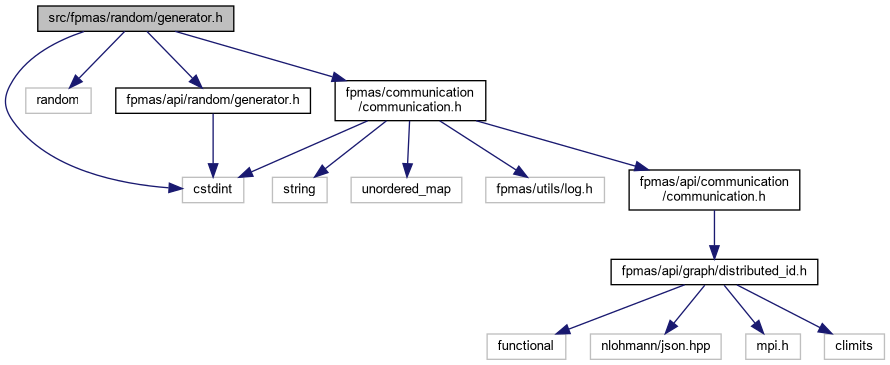 src/fpmas/random/generator.h
random
fpmas/api/random/generator.h
fpmas/communication
/communication.h
cstdint
string
unordered_map
fpmas/utils/log.h
fpmas/api/communication
/communication.h
fpmas/api/graph/distributed_id.h
functional
nlohmann/json.hpp
mpi.h
climits